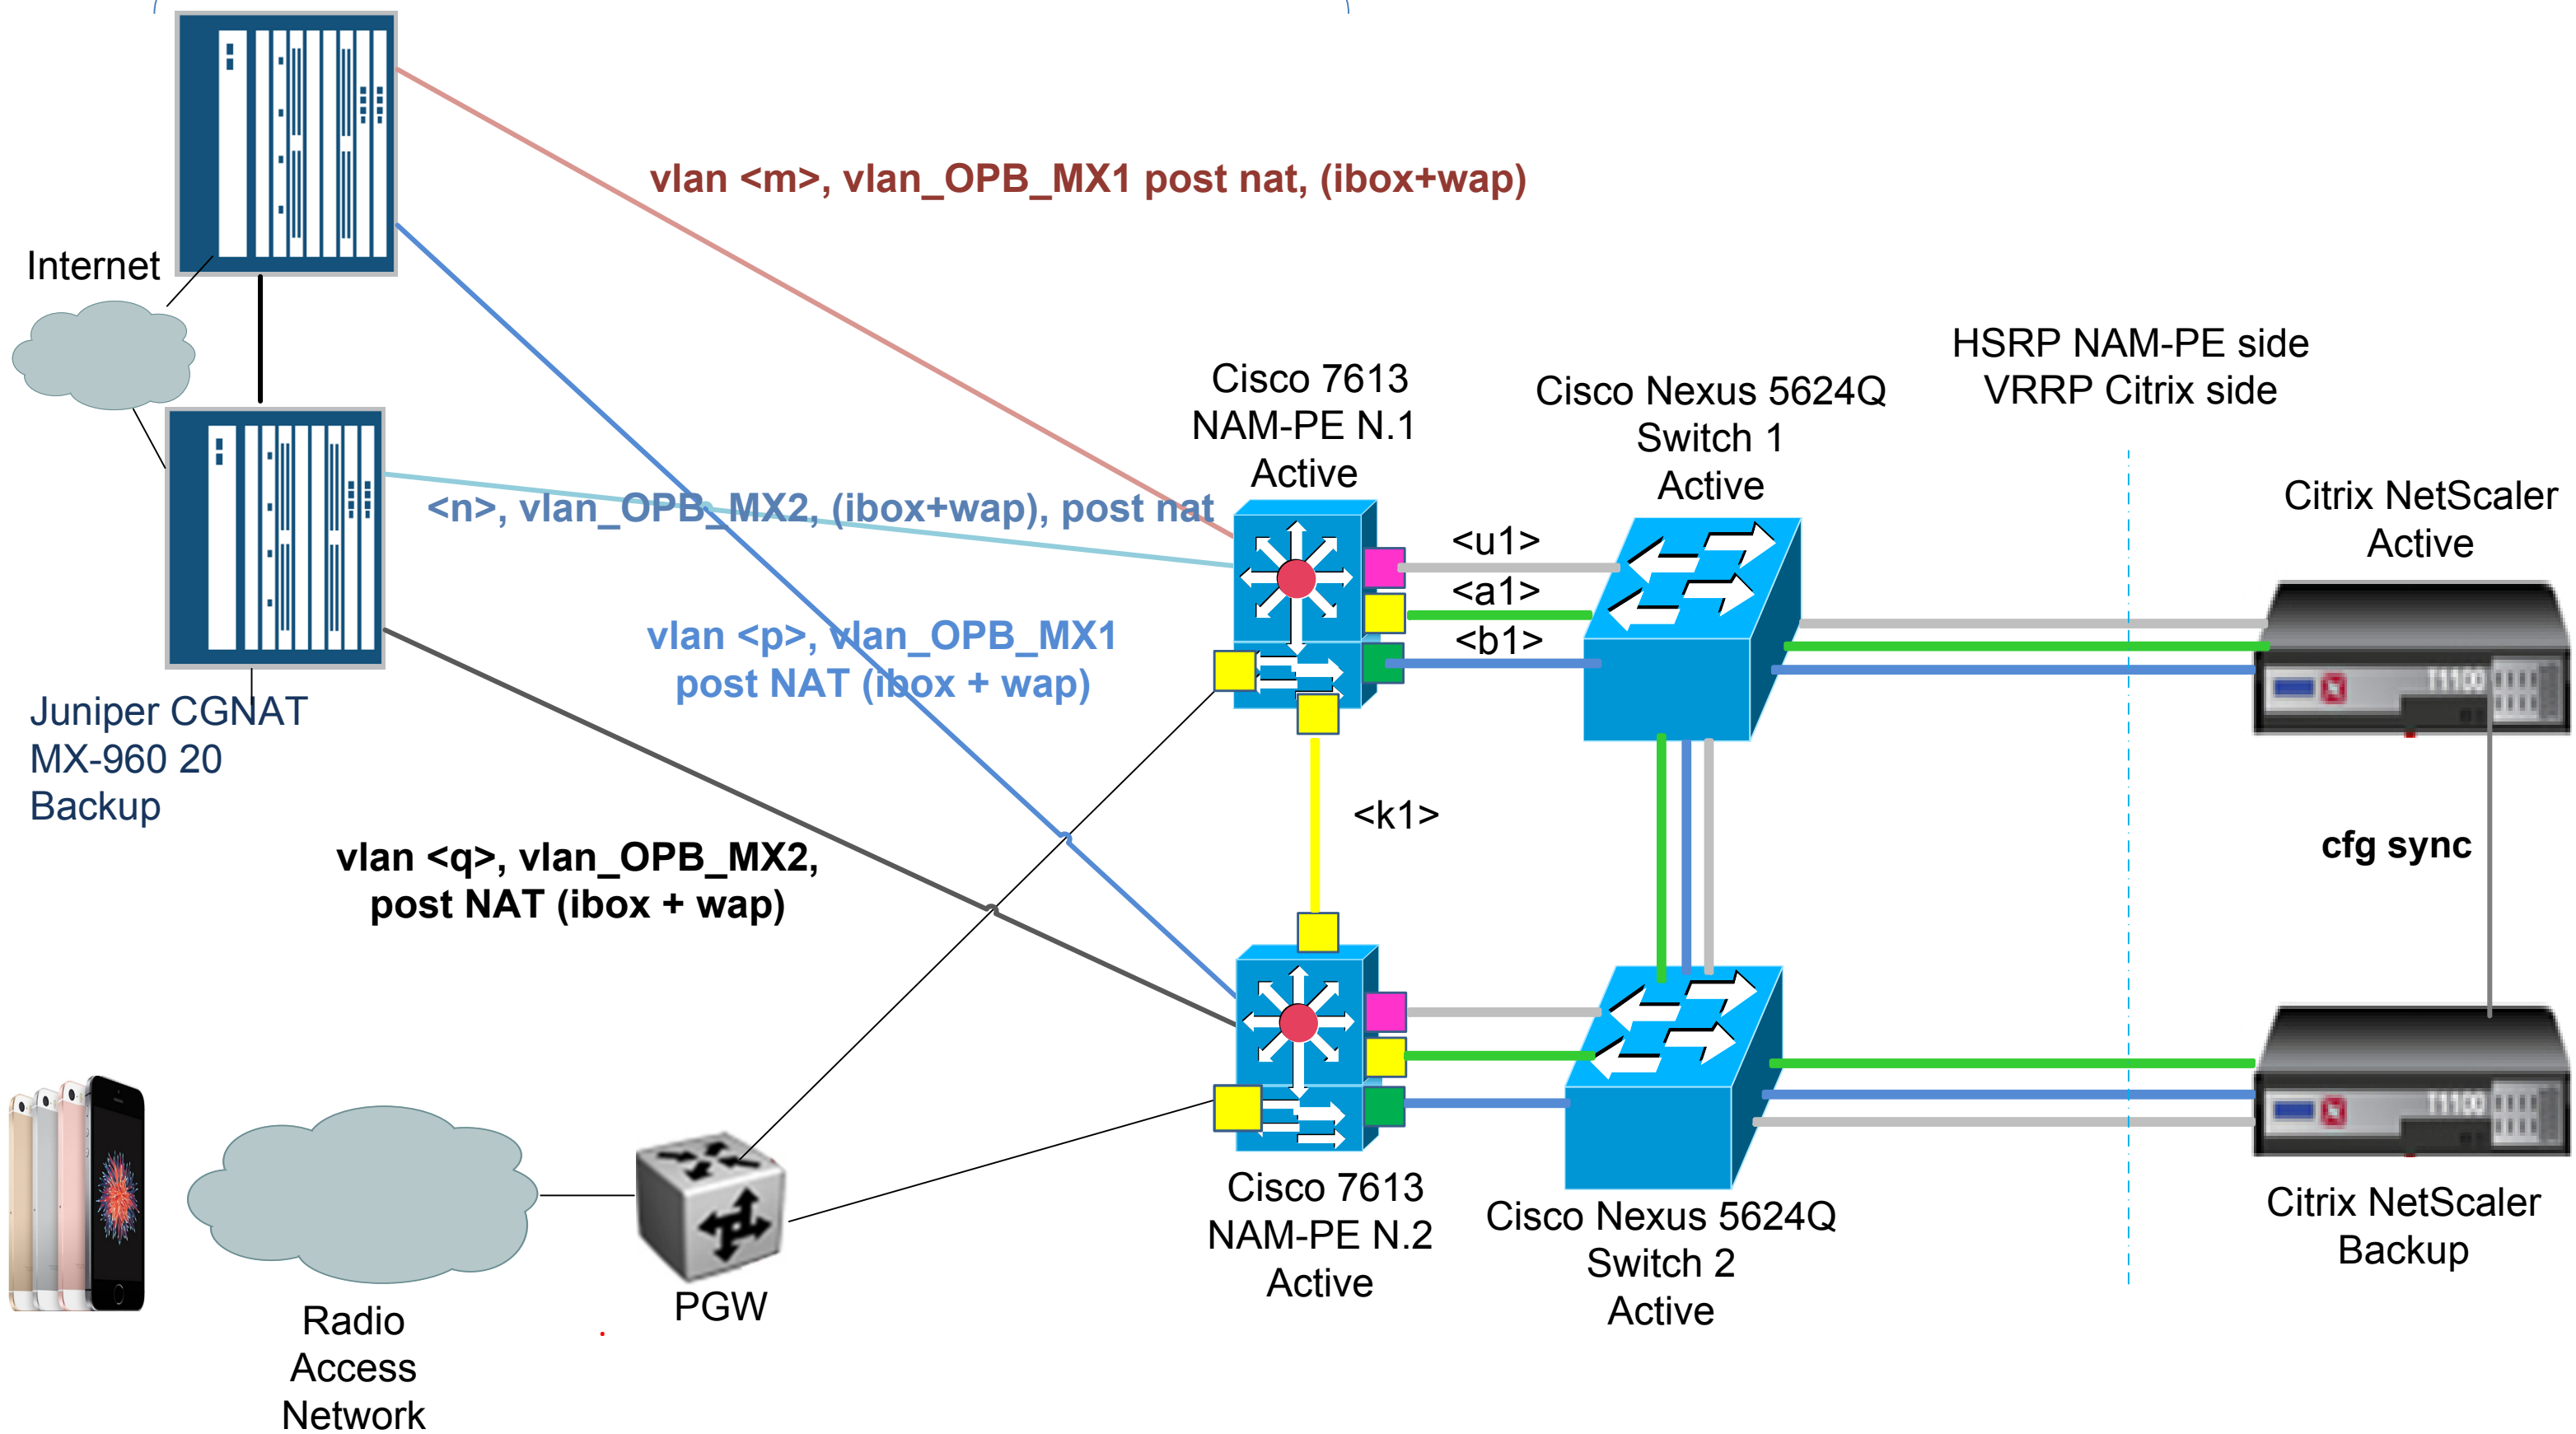 vlan <m>, vlan_OPB_MX1 post nat, (ibox+wap)
Internet
HSRP NAM-PE side
VRRP Citrix side
Cisco 7613
NAM-PE N.1
Active
Cisco Nexus 5624Q
Switch 1
Active
Citrix NetScaler
Active
<n>, vlan_OPB_MX2, (ibox+wap), post nat
<u1>
<a1>
<b1>
vlan <p>, vlan_OPB_MX1
post NAT (ibox + wap)
T1100
Juniper CGNAT
MX-960 20
Backup
<k1>
cfg sync
vlan <q>, vlan_OPB_MX2,
post NAT (ibox + wap)
T1100
Cisco 7613
NAM-PE N.2
Active
Cisco Nexus 5624Q
Switch 2
Active
Citrix NetScaler
Backup
PGW
Radio
Access
Network